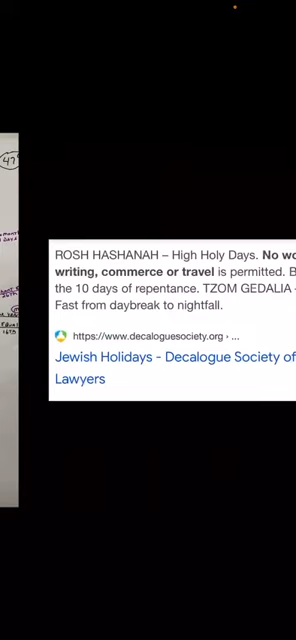 47
ROSH HASHANAH – High Holy Days. No
writing, commerce or travel is permitted.
the 10 days of repentance. TZOM GEDALIA
Fast from daybreak to nightfall.
https://www.decaloguesociety.org › ...
Jewish Holidays - Decalogue Society of
Lawyers